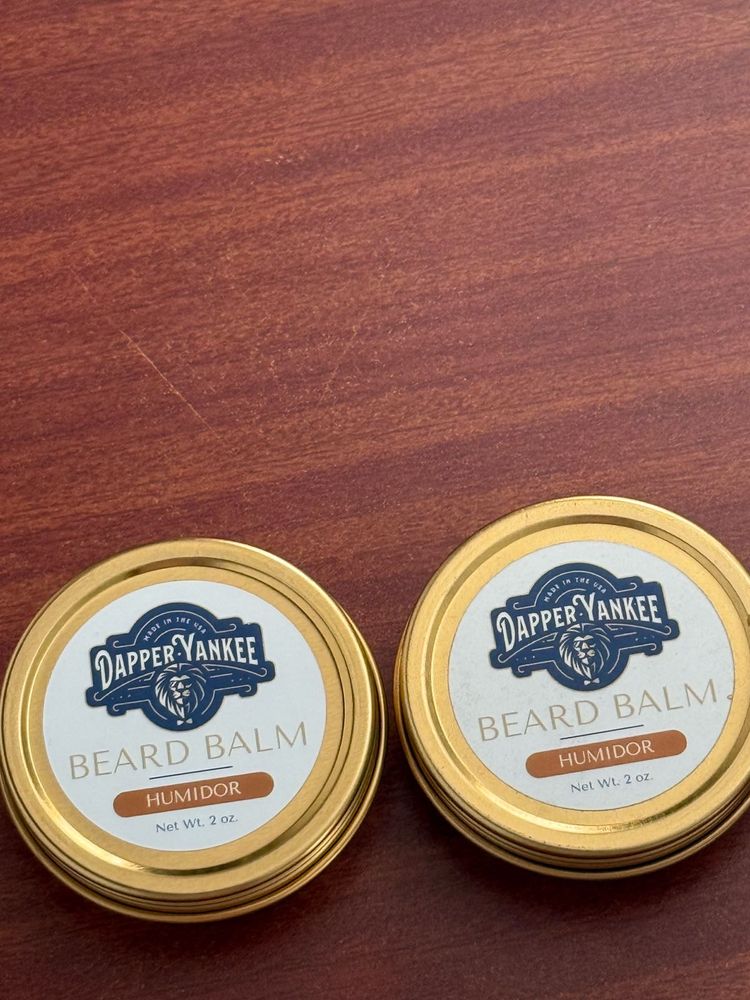 MADE IN THE USA
DAPPER YANKEE
BEARD BALM
HUMIDOR
Net Wt. 2 oz.
MADE IN THE USA
DAPPER YANKEE
BEARD BALM
HUMIDOR
Net Wt. 2 oz.